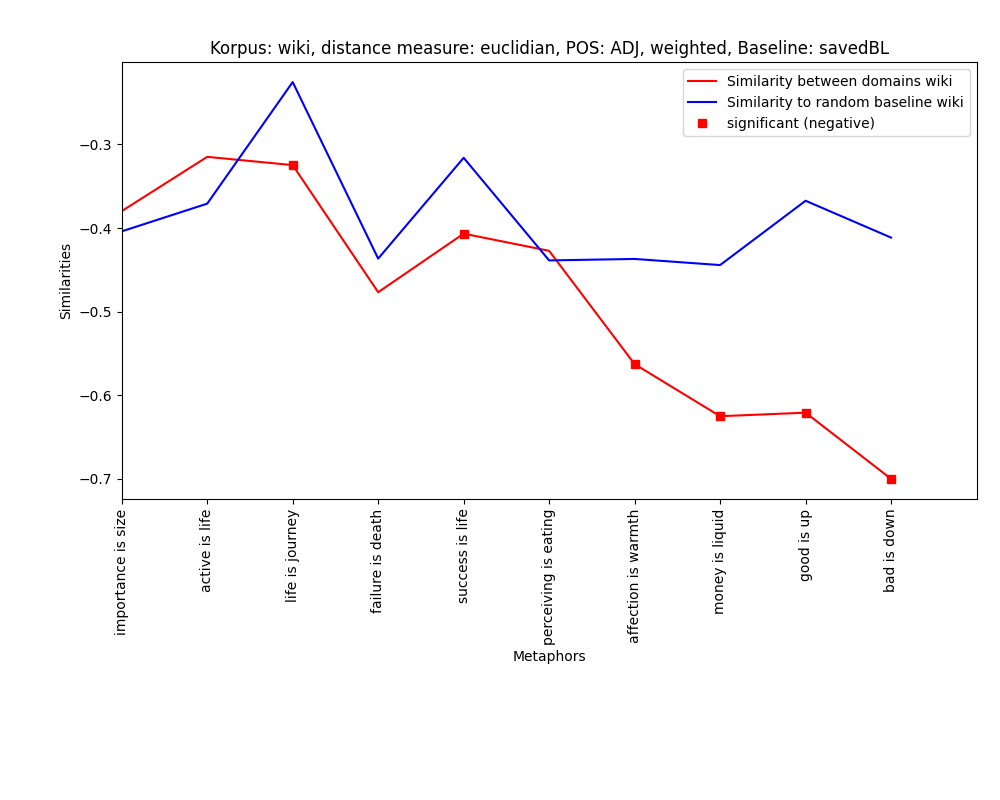 Korpus: wiki, distance measure: euclidian, POS: ADJ, weighted, Baseline: savedBL
Similarity between domains wiki
Similarity to random baseline wiki
significant (negative)
Similarities
−0.3
−0.4
−0.5
−0.6
−0.7
importance is size
active is life
life is journey
failure is death
success is life
perceiving is eating
affection is warmth
money is liquid
good is up
bad is down
Metaphors